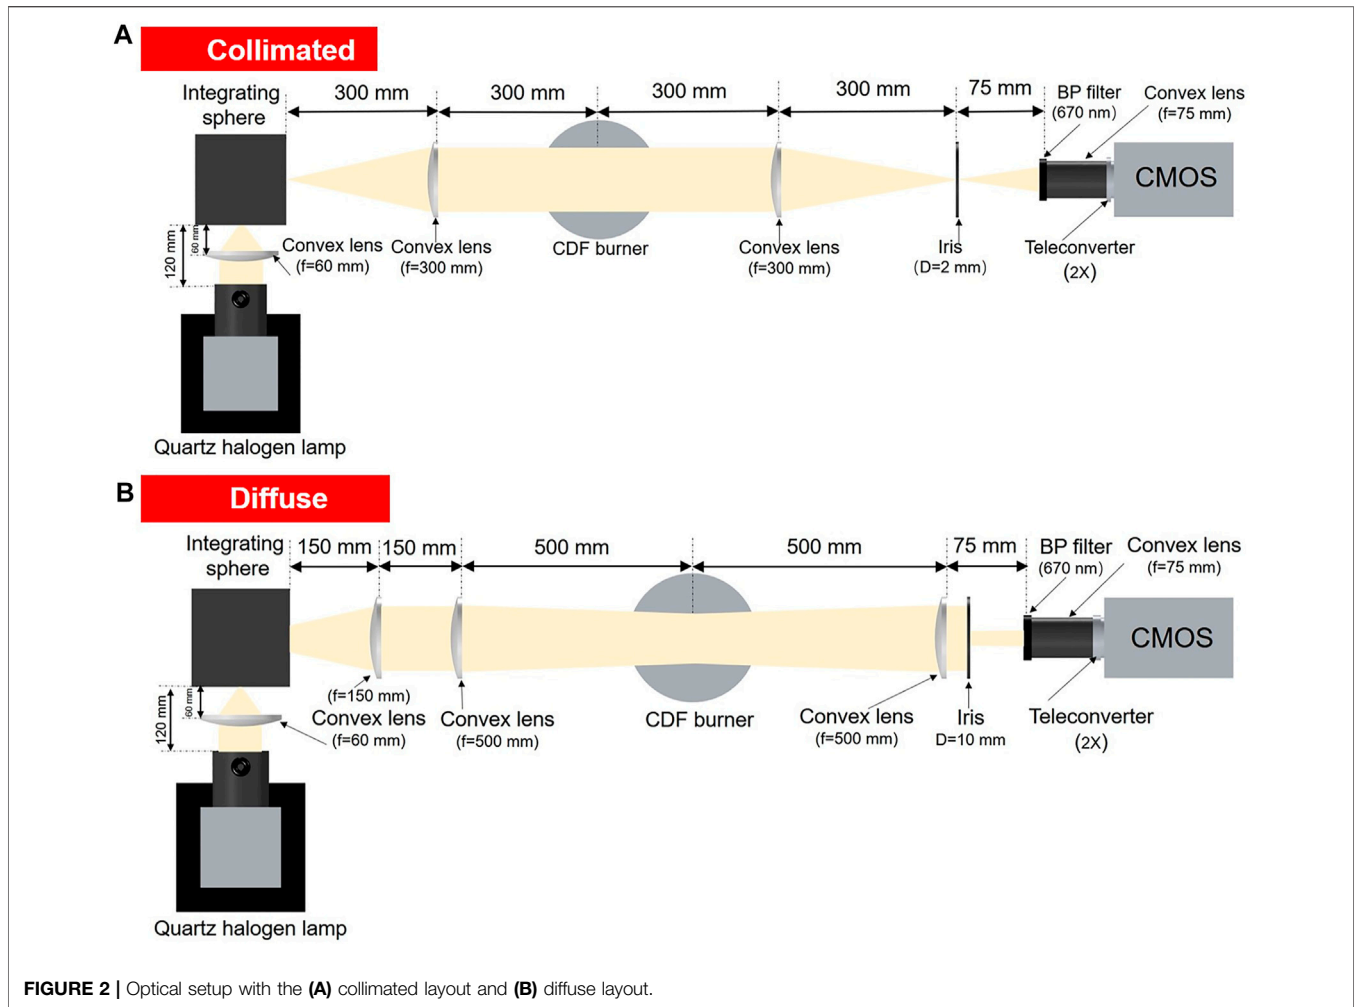 A
Collimated
Integrating
sphere
300 mm
300 mm
300 mm
300 mm
75 mm
BP filter
(670 nm)
Convex lens
(f=75 mm)
CMOS
120 mm
60 mm
Convex lens
(f=60 mm)
Convex lens
(f=300 mm)
CDF burner
Convex lens
(f=300 mm)
Iris
(D=2 mm)
Teleconverter
(2X)
Quartz halogen lamp
B
Diffuse
Integrating
sphere
150 mm
150 mm
500 mm
500 mm
75 mm
BP filter
(670 nm)
Convex lens
(f=75 mm)
CMOS
120 mm
60 mm
(f=150 mm)
Convex lens
(f=60 mm)
Convex lens
(f=500 mm)
CDF burner
Convex lens
(f=500 mm)
Iris
D=10 mm
Teleconverter
(2X)
Quartz halogen lamp
FIGURE 2 | Optical setup with the (A) collimated layout and (B) diffuse layout.